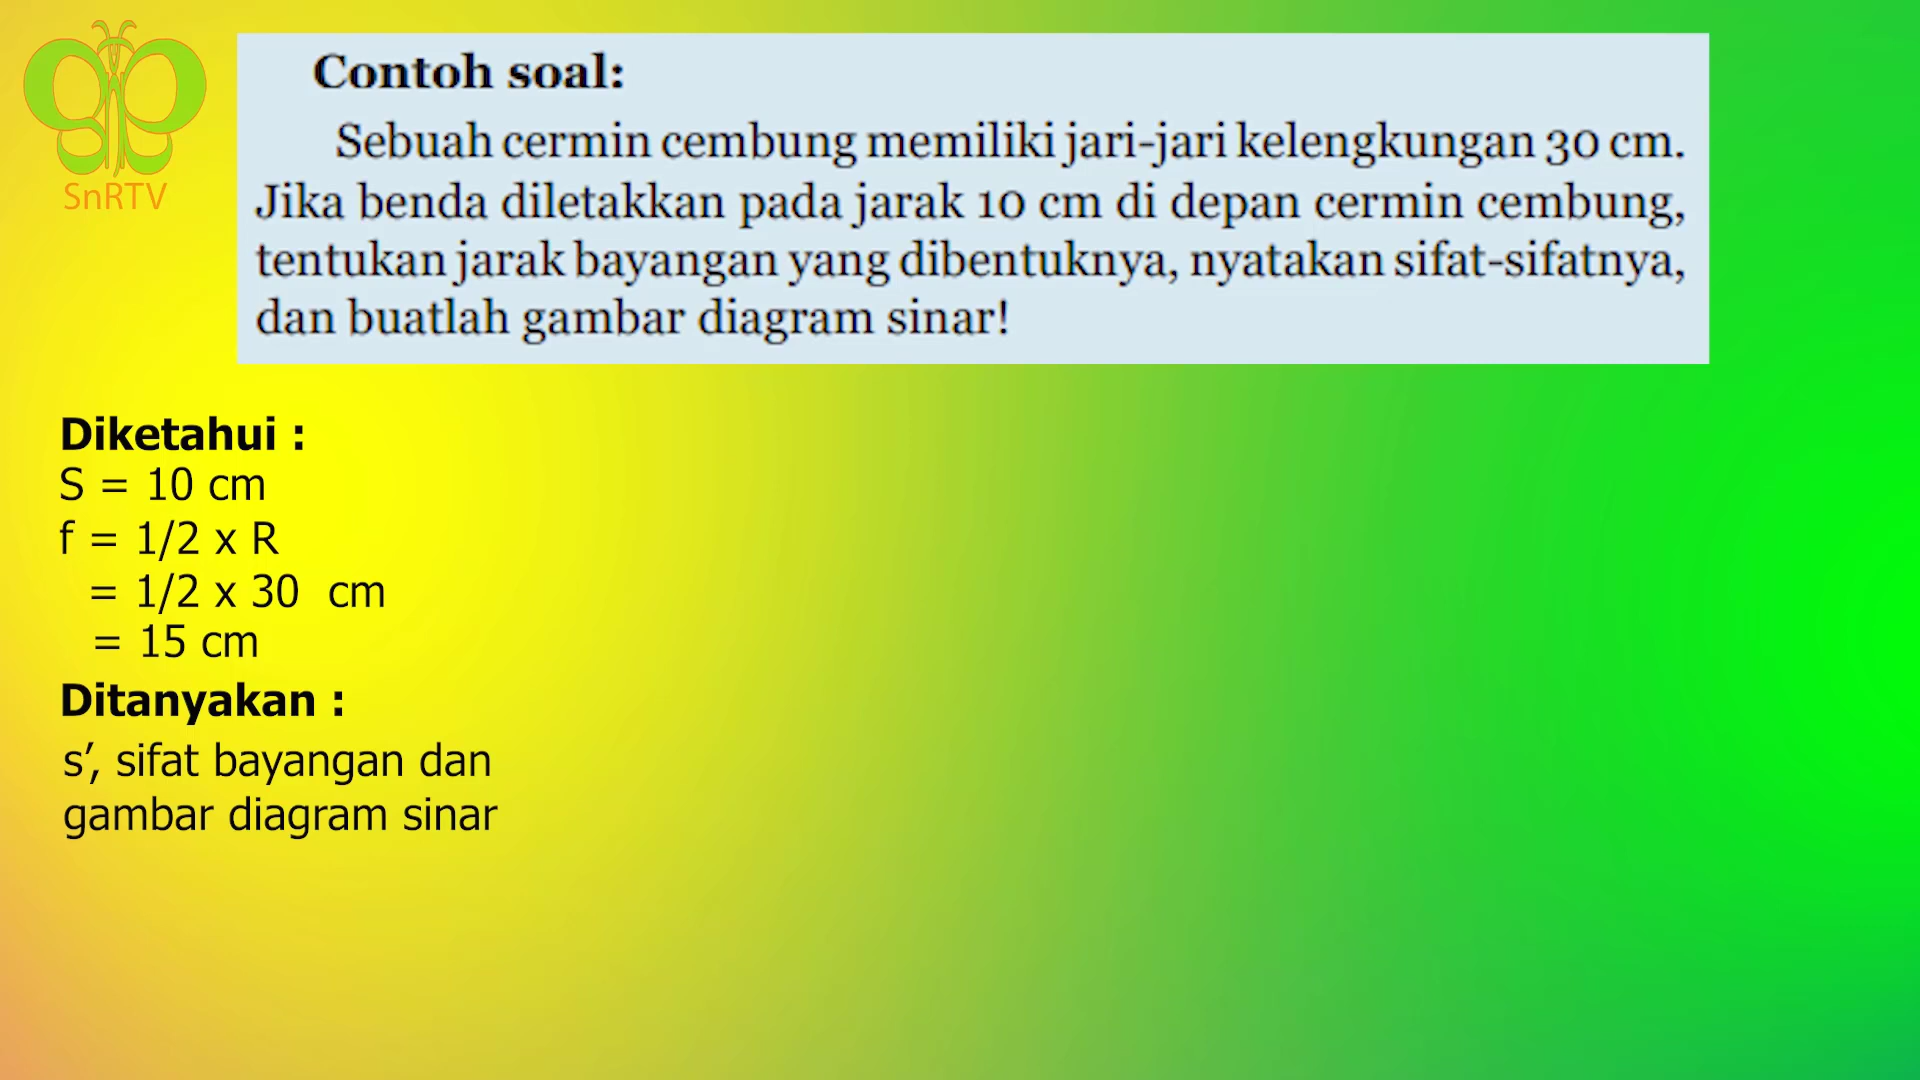 SnRTV
Contoh soal:
Sebuah cermin cembung memiliki jari-jari kelengkungan 30 cm.
Jika benda diletakkan pada jarak 10 cm di depan cermin cembung,
tentukan jarak bayangan yang dibentuknya, nyatakan sifat-sifatnya,
dan buatlah gambar diagram sinar!
Diketahui :
S = 10 cm
f = 1/2 x R
= 1/2 x 30 cm
= 15 cm
Ditanyakan :
s’, sifat bayangan dan
gambar diagram sinar